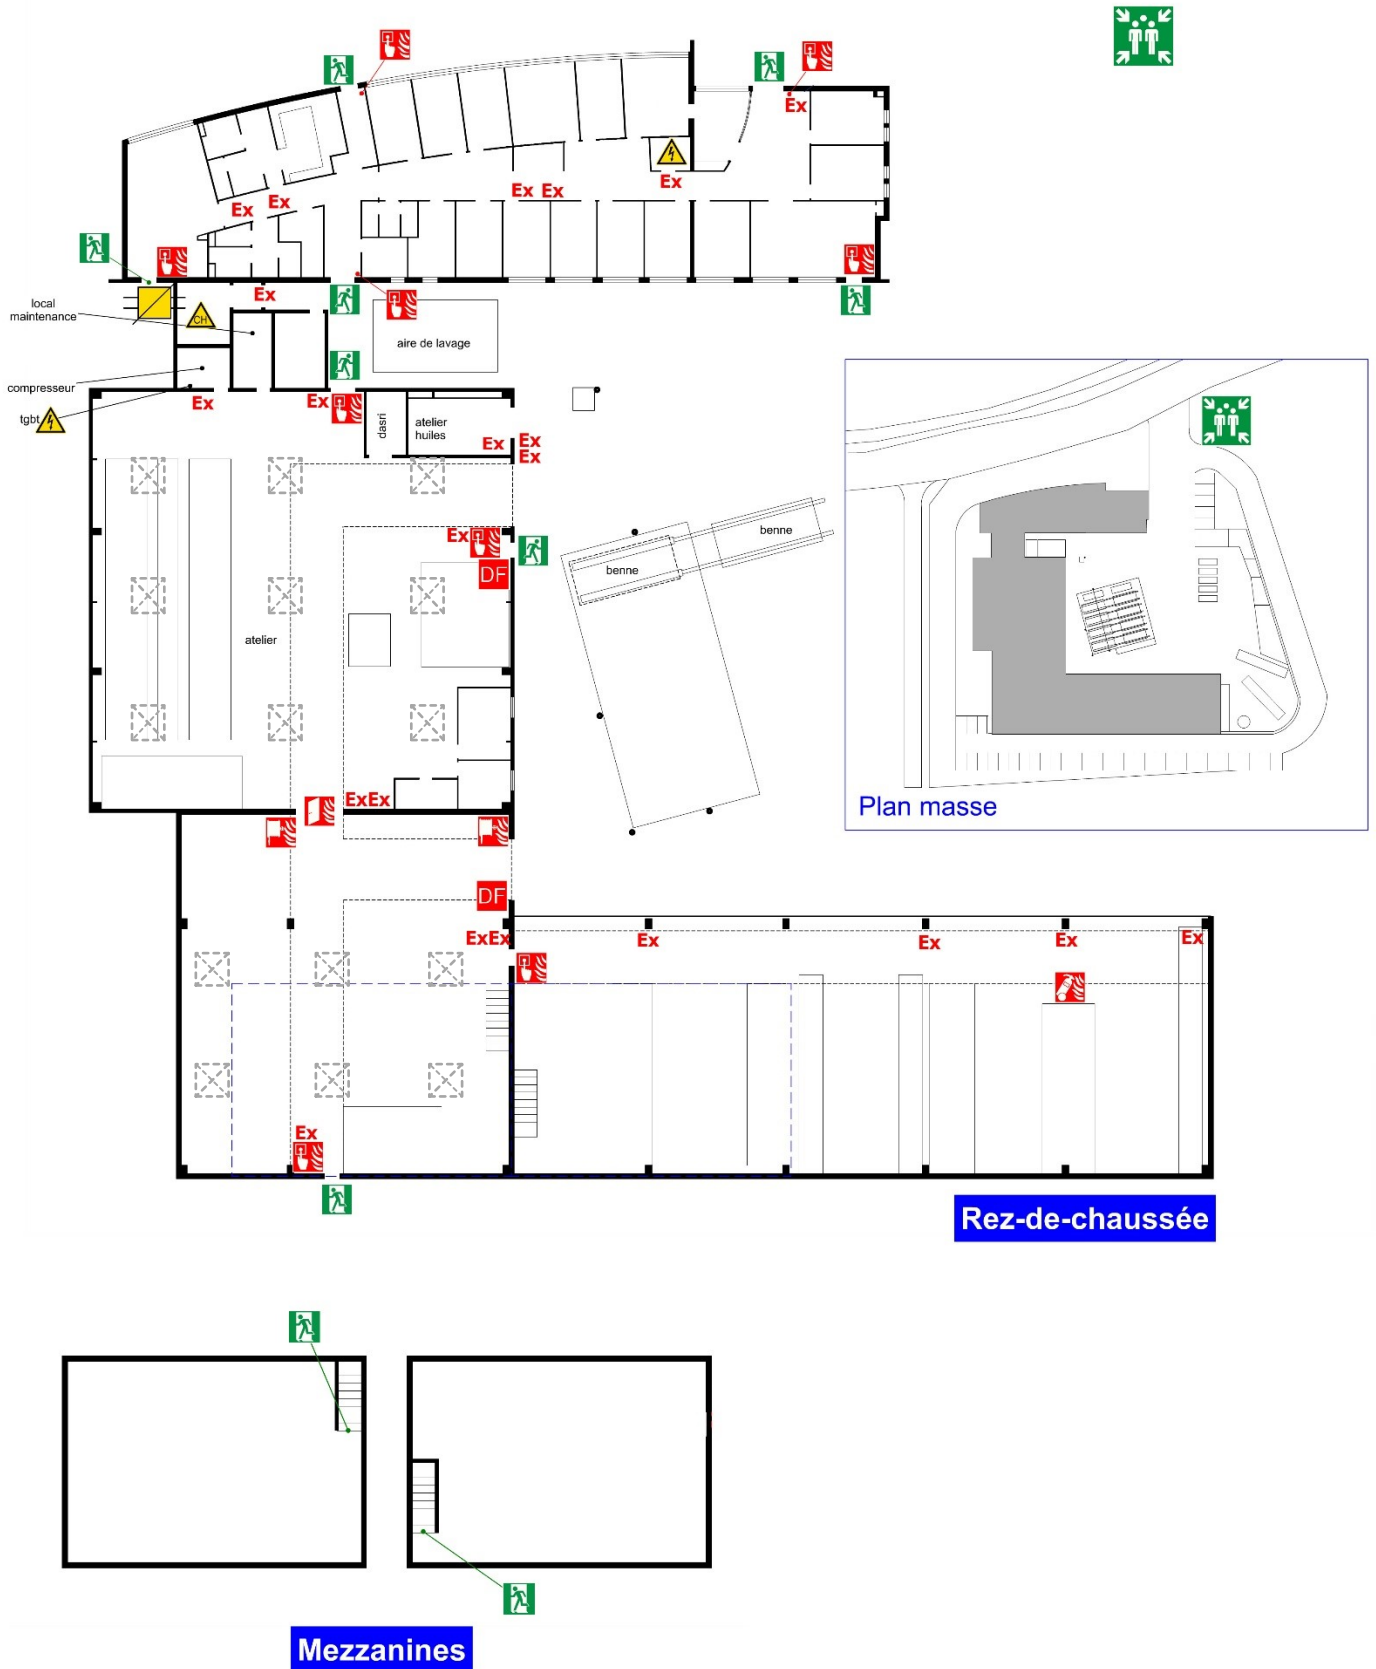 Ex
Ex
Ex Ex
Ex
Ex
Ex
local
maintenance
CH
aire de lavage
compresseur
tgbt
Ex
Ex
dasri
atelier
huiles
Ex
Ex
Ex
Ex
DF
benne
benne
atelier
Plan masse
ExEx
DF
ExEx
Ex
Ex
Ex
Ex
Ex
Rez-de-chaussée
Mezzanines